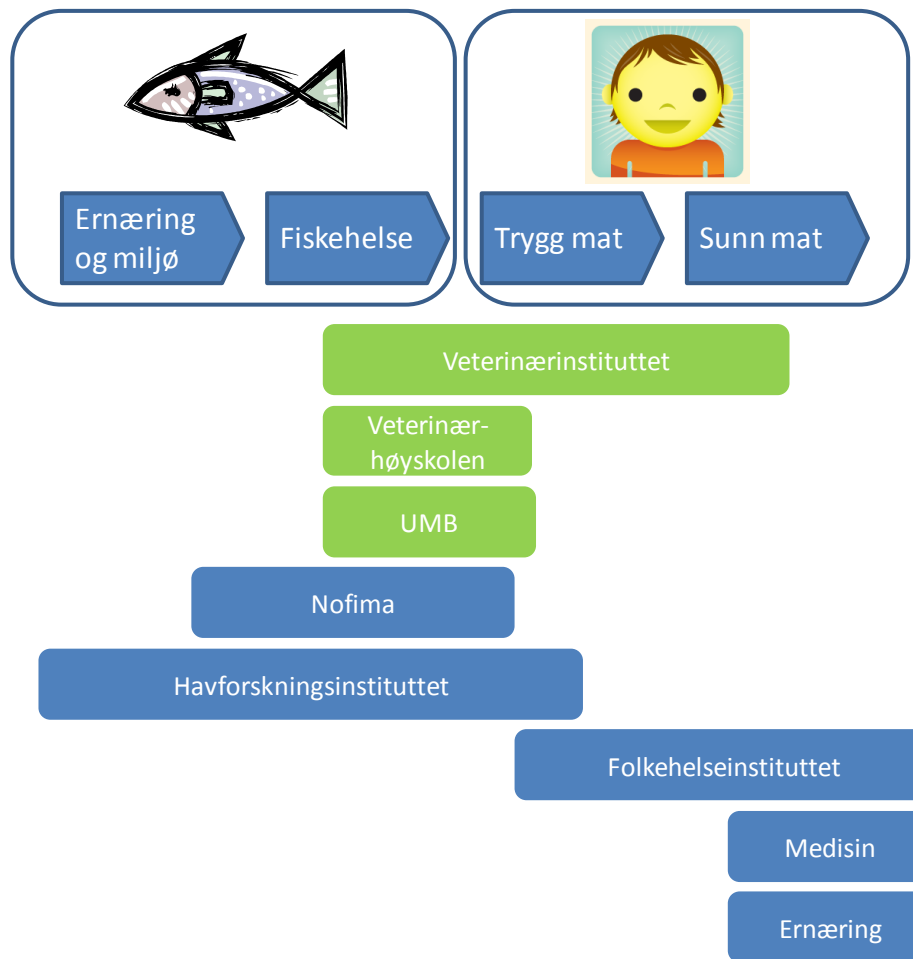 Ernæring
og miljø
Fiskehelse
Trygg mat
Sunn mat
Veterinærinstituttet
Veterinær-
høyskolen
UMB
Nofima
Havforskningsinstituttet
Folkehelseinstituttet
Medisin
Ernæring